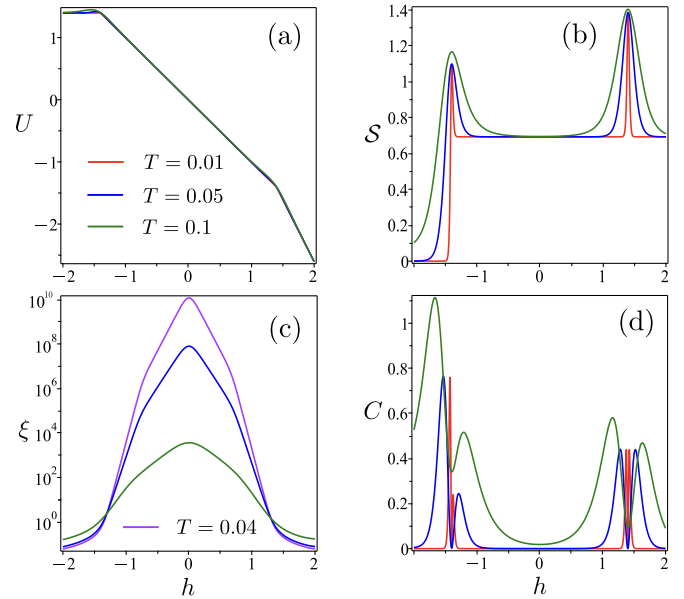 (a)
1
0
−1
−2
U
T = 0.01
T = 0.05
T = 0.1
−2 −1 0 1 2
(b)
1.4
1.2
1
0.8
0.6
0.4
0.2
0
S
−1 0 1 2
(c)
10^10
10^8
10^6
10^4
10^2
10^0
ξ
T = 0.04
−2 −1 0 1 2
h
(d)
1
0.8
0.6
0.4
0.2
0
C
−1 0 1 2
h